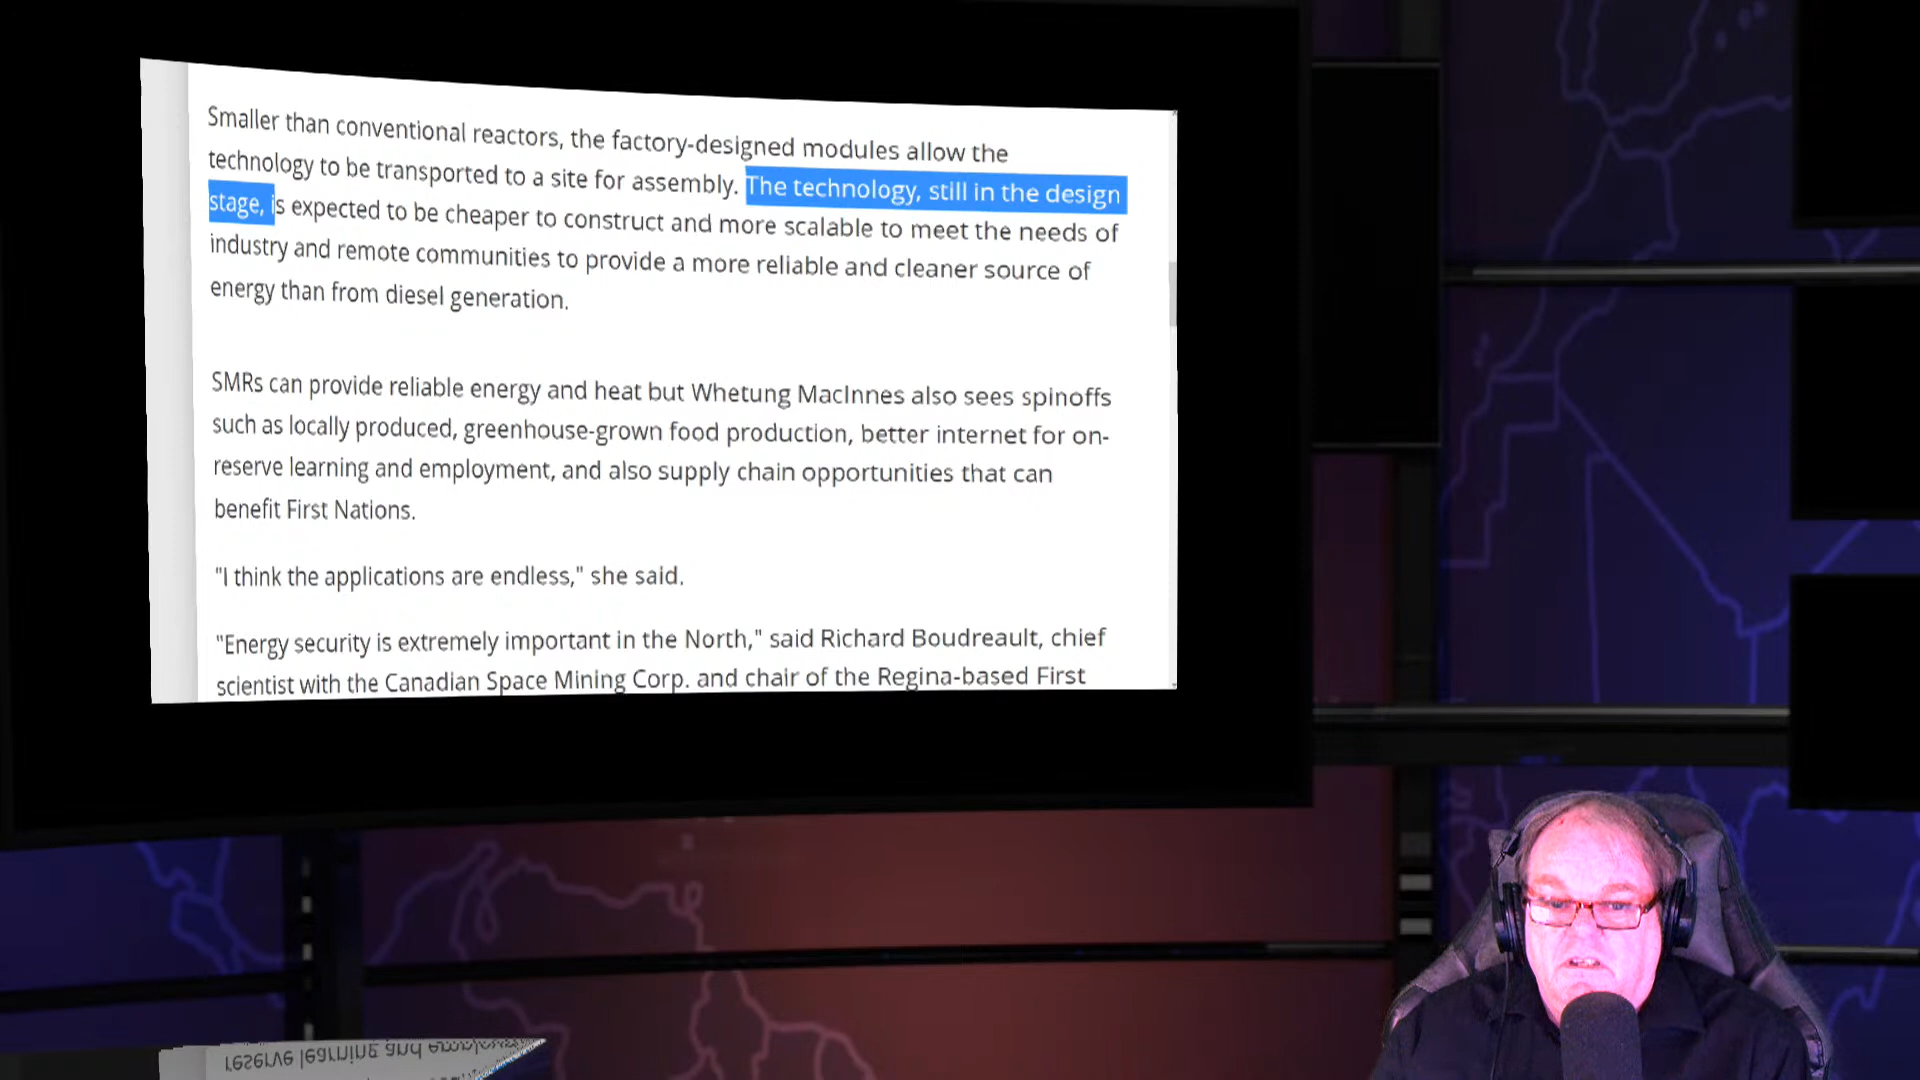 Smaller than conventional reactors, the factory-designed modules allow the
technology to be transported to a site for assembly. The technology, still in the design
stage, is expected to be cheaper to construct and more scalable to meet the needs of
industry and remote communities to provide a more reliable and cleaner source of
energy than from diesel generation.
SMRs can provide reliable energy and heat but Whetung MacInnes also sees spinoffs
such as locally produced, greenhouse-grown food production, better internet for on-
reserve learning and employment, and also supply chain opportunities that can
benefit First Nations.
"I think the applications are endless," she said.
"Energy security is extremely important in the North," said Richard Boudreault, chief
scientist with the Canadian Space Mining Corp. and chair of the Regina-based First
reserve learning and